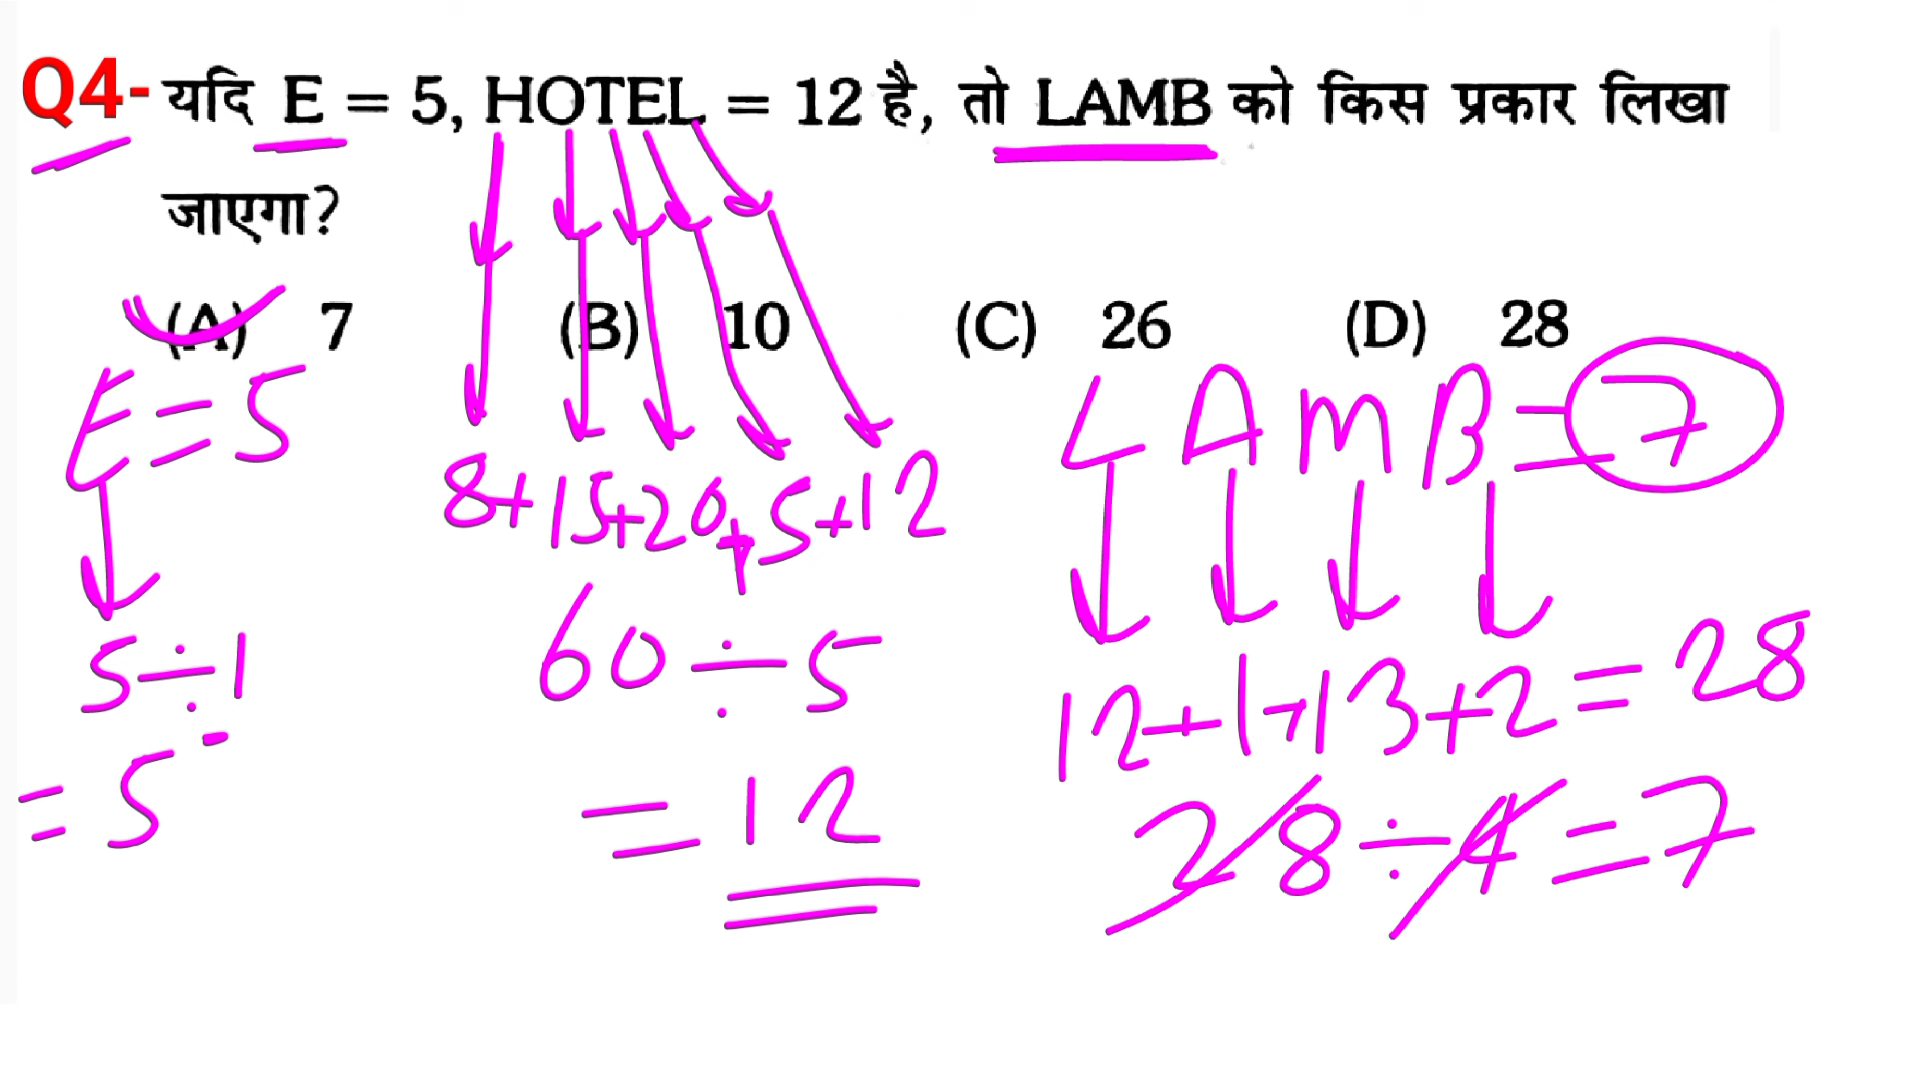 Q4- यदि E = 5, HOTEL = 12 है, तो LAMB को किस प्रकार लिखा
जाएगा?
(A) 7 (B) 10 (C) 26 (D) 28
E = 5
L A M B = 7
8+15+20+5+12
5÷1
60÷5
12+1+13+2=28
= 5
= 12
28÷4=7